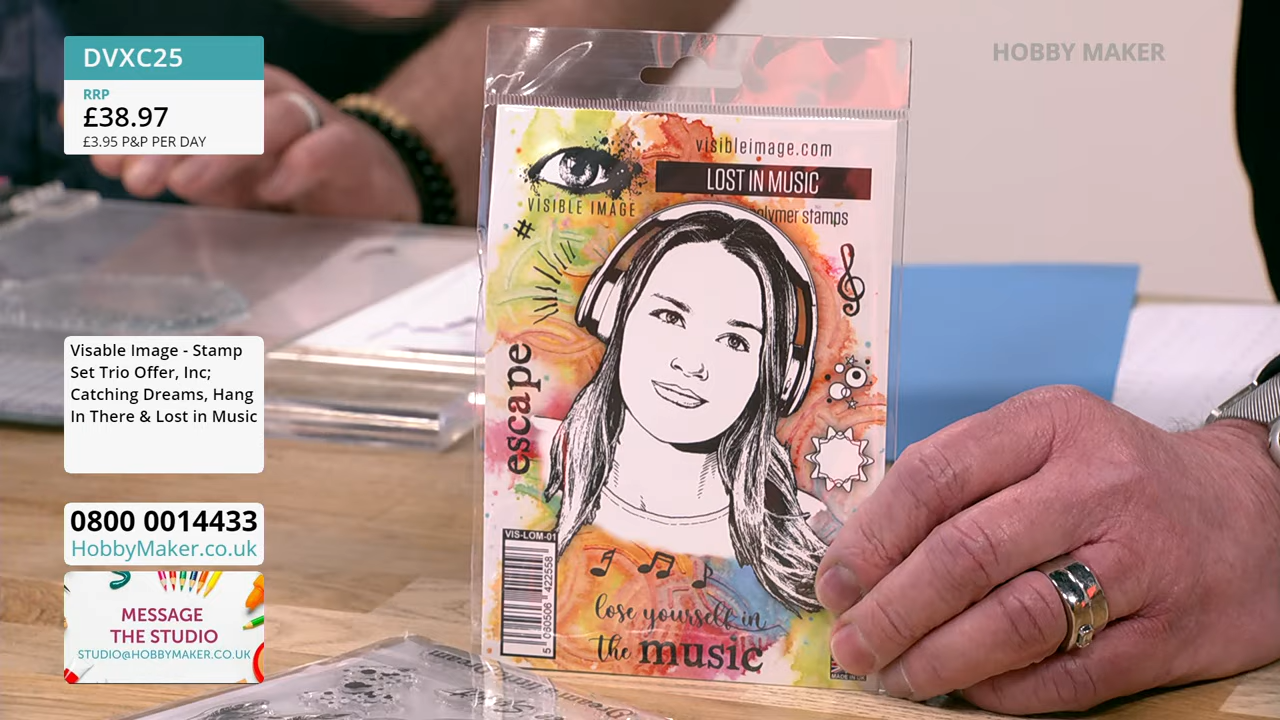 DVXC25
RRP
£38.97
£3.95 P&P PER DAY
HOBBY MAKER
visibleimage.com
LOST IN MUSIC
polymer stamps
VISIBLE IMAGE
#
escape
Visable Image - Stamp
Set Trio Offer, Inc;
Catching Dreams, Hang
In There & Lost in Music
0800 0014433
HobbyMaker.co.uk
MESSAGE
THE STUDIO
STUDIO@HOBBYMAKER.CO.UK
VIS-LOM-01
5 060506 422558
lose yourself in
the music
MADE IN UK